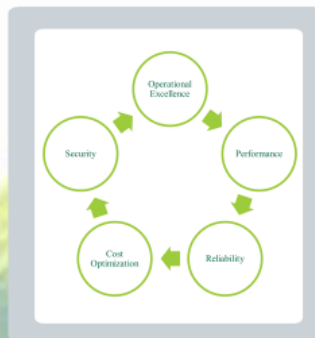 Operational
Excellence
Performance
Reliability
Cost
Optimization
Security